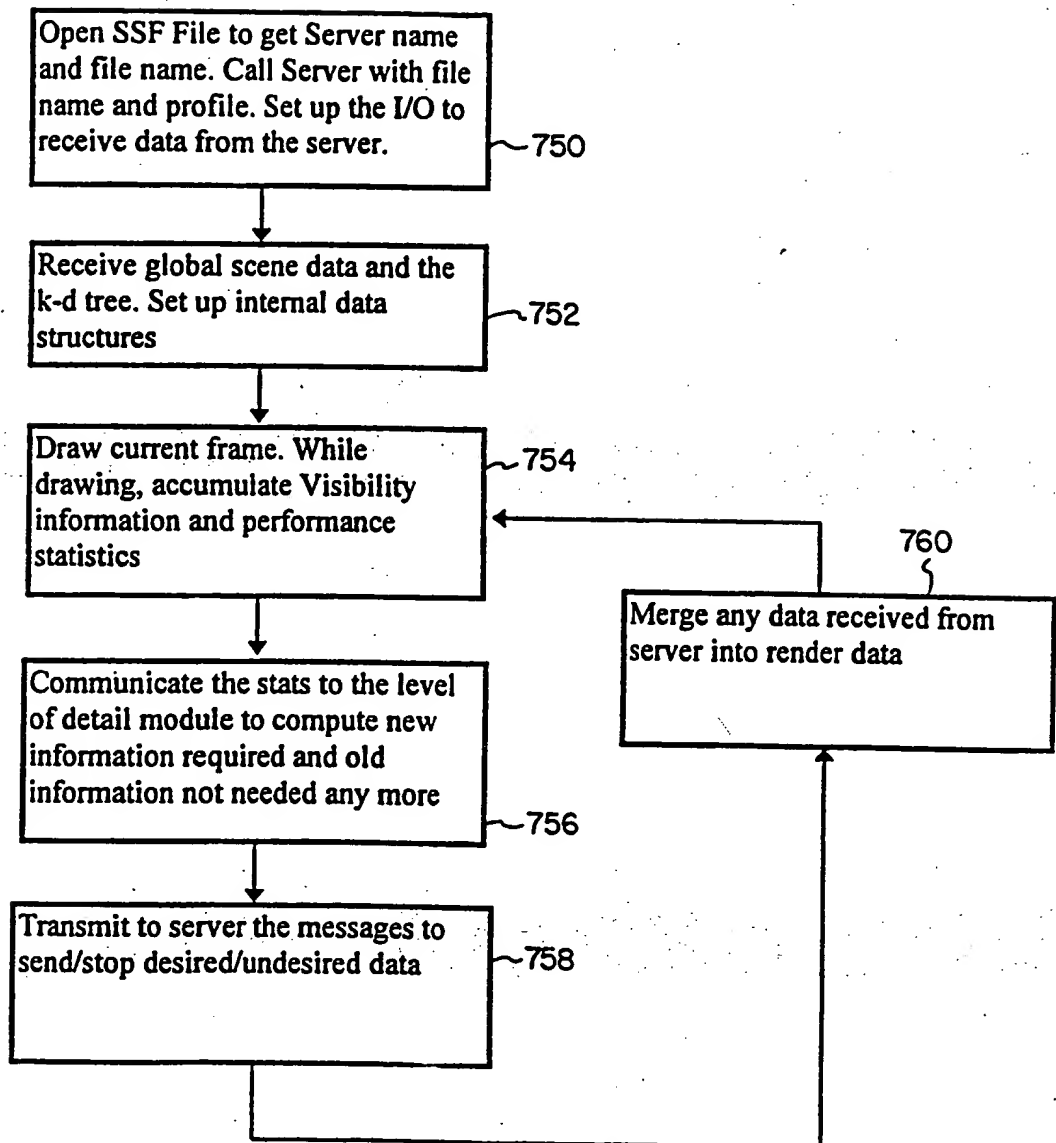 Open SSF File to get Server name
and file name. Call Server with file
name and profile. Set up the I/O to
receive data from the server.
750
Receive global scene data and the
k-d tree. Set up internal data
structures
752
Draw current frame. While
drawing, accumulate Visibility
information and performance
statistics
754
760
Merge any data received from
server into render data
Communicate the stats to the level
of detail module to compute new
information required and old
information not needed any more
756
Transmit to server the messages to
send/stop desired/undesired data
758